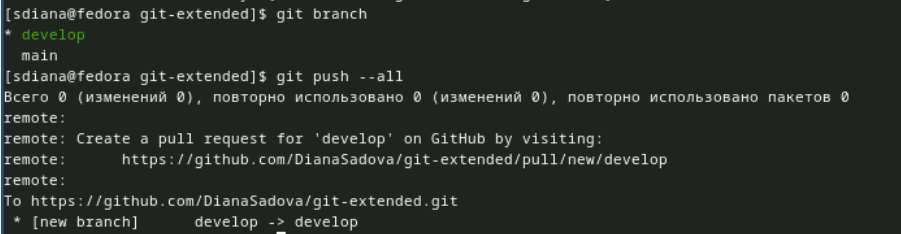 [sdiana@fedora git-extended]$ git branch
* develop
  main
[sdiana@fedora git-extended]$ git push --all
Всего 0 (изменений 0), повторно использовано 0 (изменений 0), повторно использовано пакетов 0
remote:
remote: Create a pull request for 'develop' on GitHub by visiting:
remote:      https://github.com/DianaSadova/git-extended/pull/new/develop
remote:
To https://github.com/DianaSadova/git-extended.git
 * [new branch]      develop -> develop